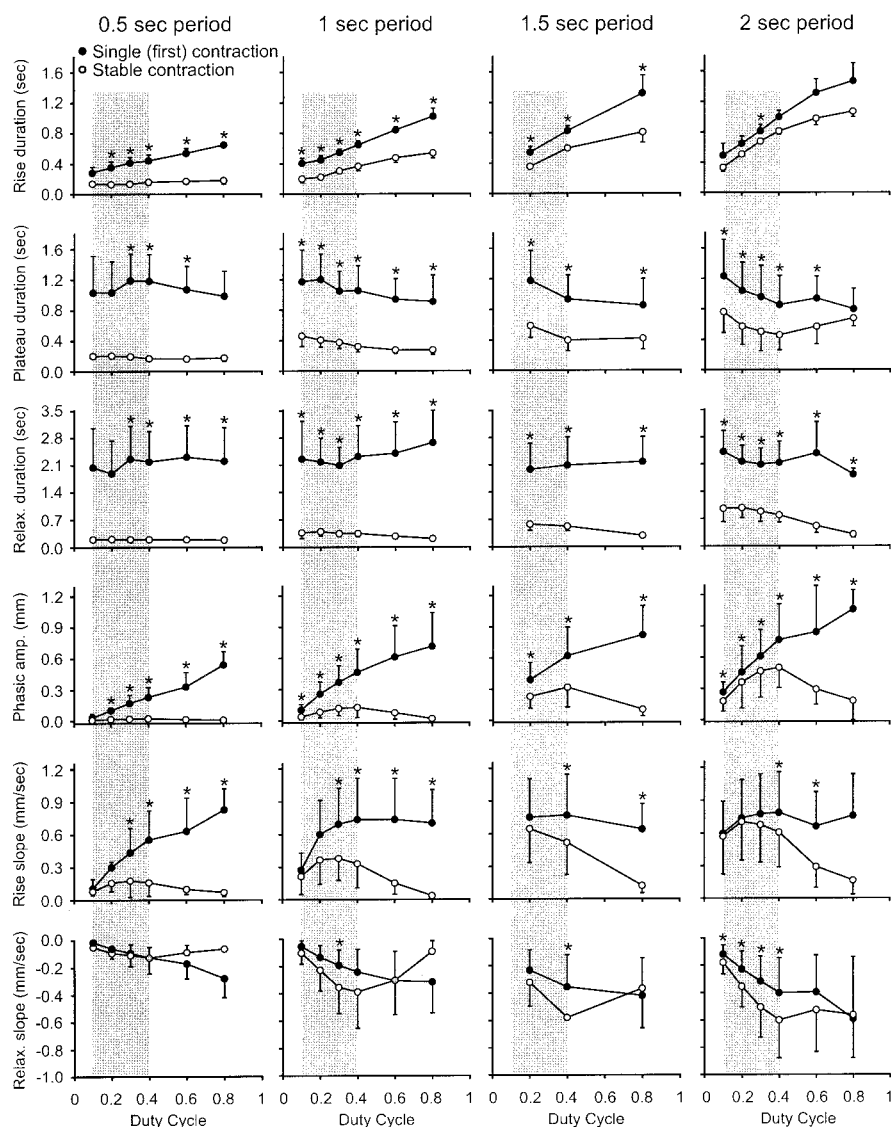 0.5 sec period 1 sec period 1.5 sec period 2 sec period
Single (first) contraction
Stable contraction
Rise duration (sec)
1.6
1.2
0.8
0.4
0.0
* * * * *
* * * * * *
* * *
*
Plateau duration (sec)
1.6
1.2
0.8
0.4
0.0
* * *
* * * * * *
* * *
* * * * *
Relax. duration (sec)
3.5
2.8
2.1
1.4
0.7
0.0
* * * *
* * * * * *
* * *
* * * * * *
Phasic amp. (mm)
1.2
0.9
0.6
0.3
0.0
* * * * *
* * * * * *
* * *
* * * * * *
Rise slope (mm/sec)
1.2
0.9
0.6
0.3
0.0
* * * *
* * * *
* *
* *
Relax. slope (mm/sec)
0.0
-0.2
-0.4
-0.6
-0.8
-1.0
*
*
* * * *
0 0.2 0.4 0.6 0.8 1 0 0.2 0.4 0.6 0.8 1 0 0.2 0.4 0.6 0.8 1 0 0.2 0.4 0.6 0.8 1
Duty Cycle Duty Cycle Duty Cycle Duty Cycle